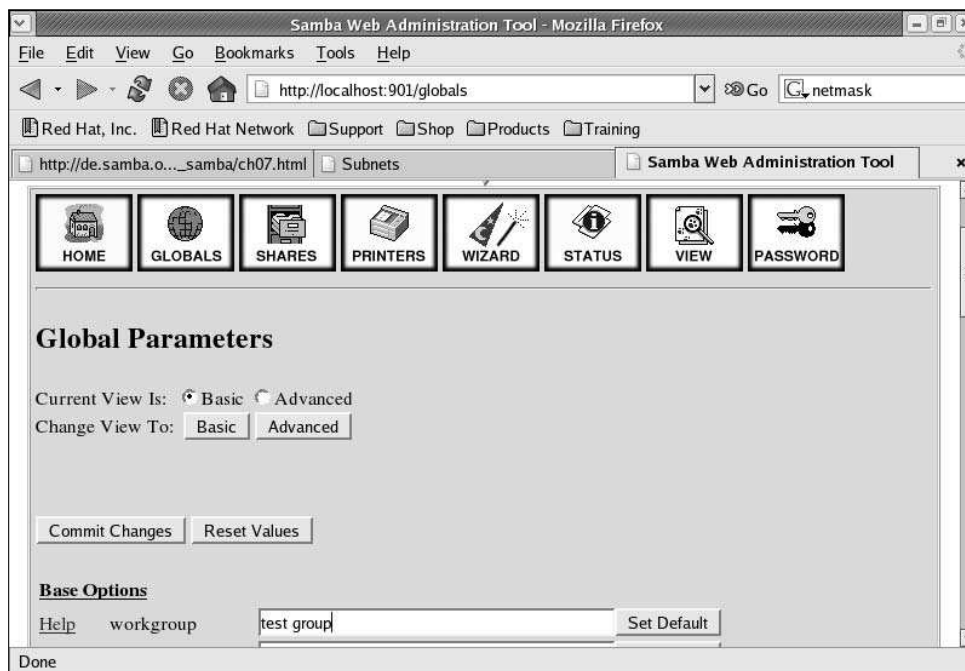 Samba Web Administration Tool - Mozilla Firefox
File Edit View Go Bookmarks Tools Help
http://localhost:901/globals Go G netmask
Red Hat, Inc. Red Hat Network Support Shop Products Training
http://de.samba.o..._samba/ch07.html Subnets Samba Web Administration Tool
HOME GLOBALS SHARES PRINTERS WIZARD STATUS VIEW PASSWORD
Global Parameters
Current View Is: Basic Advanced
Change View To: Basic Advanced
Commit Changes Reset Values
Base Options
Help workgroup test group Set Default
Done